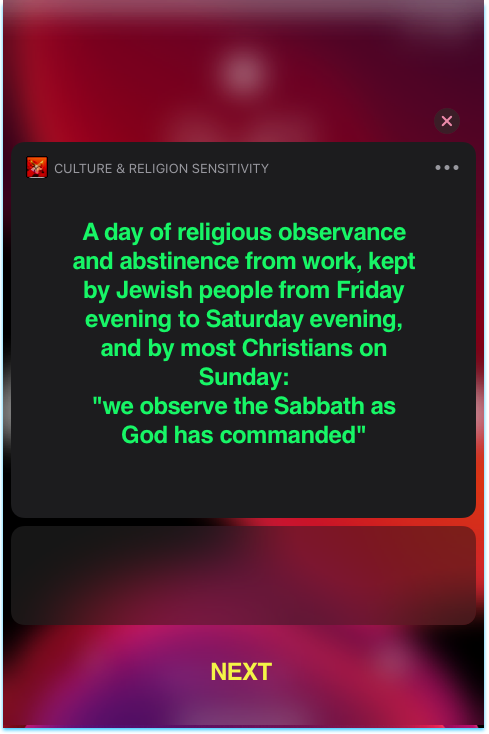 CULTURE & RELIGION SENSITIVITY
A day of religious observance
and abstinence from work, kept
by Jewish people from Friday
evening to Saturday evening,
and by most Christians on
Sunday:
"we observe the Sabbath as
God has commanded"
NEXT